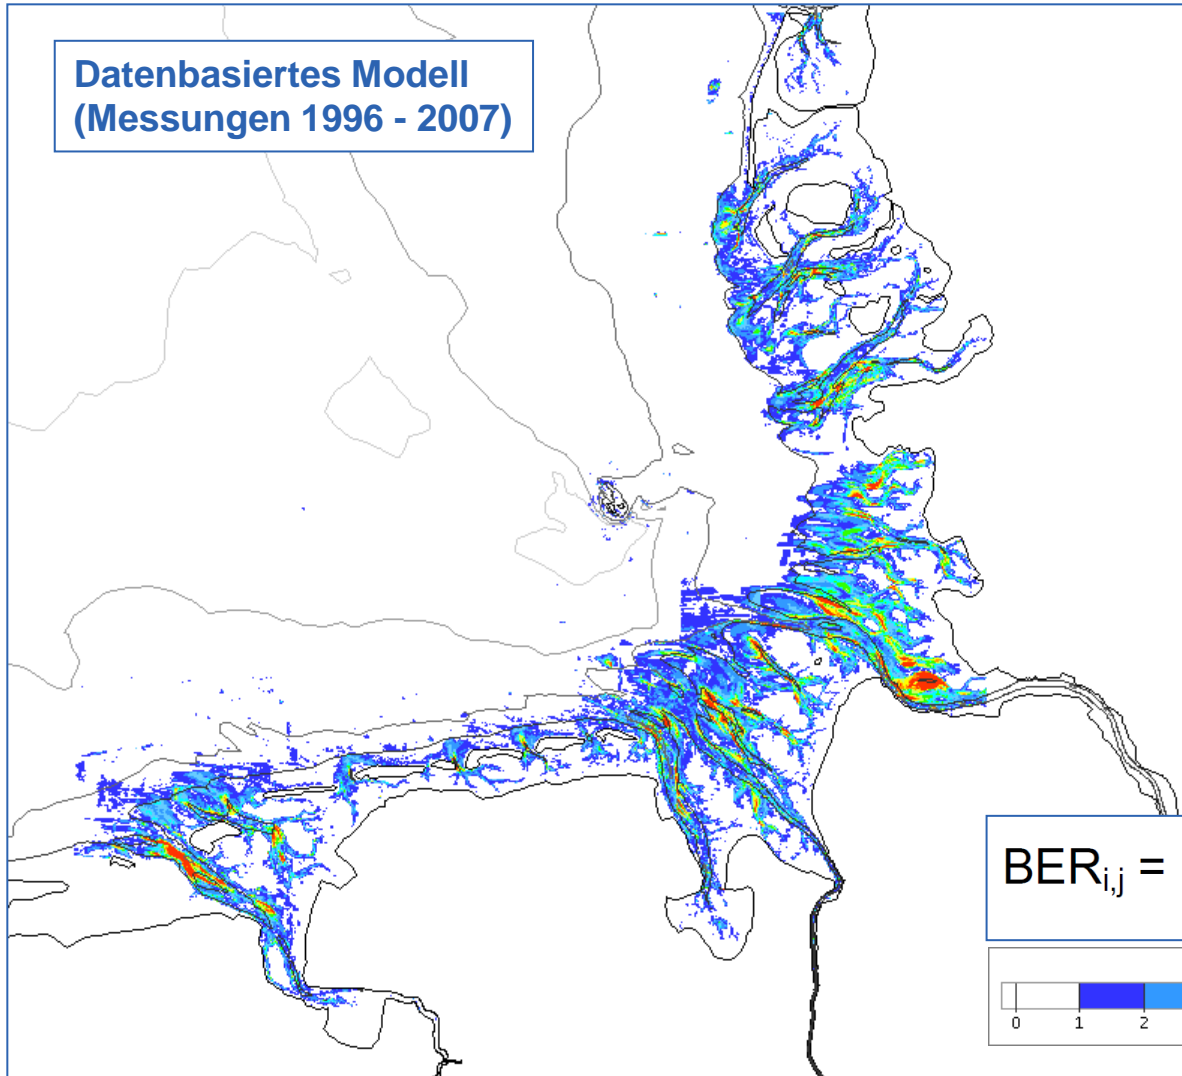 Datenbasiertes Modell
(Messungen 1996 - 2007)
BERi,j =
0 1 2